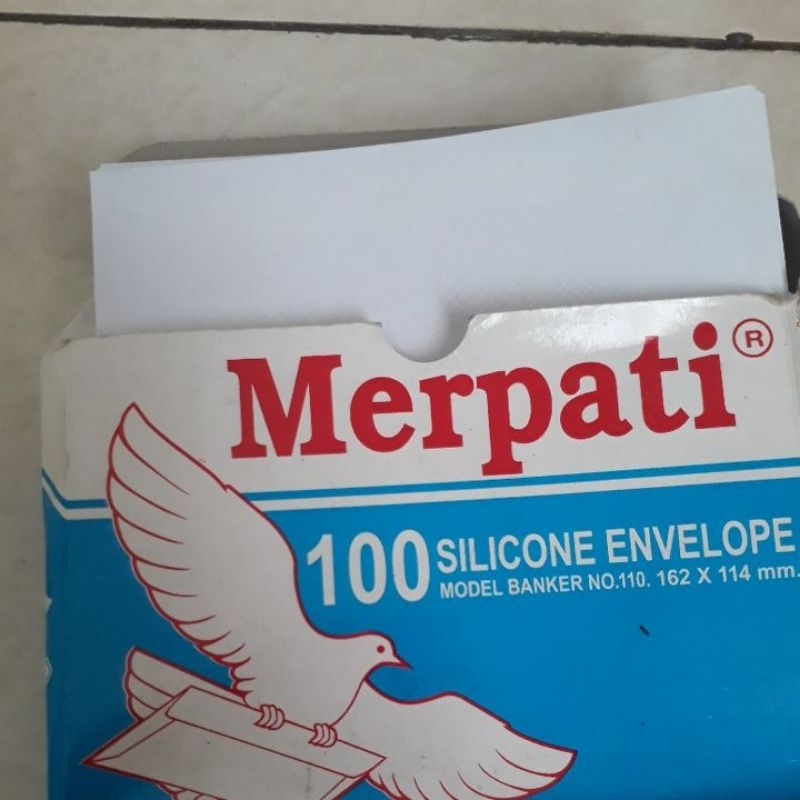 Merpati®
100 SILICONE ENVELOPE
MODEL BANKER NO.110. 162 X 114 mm.